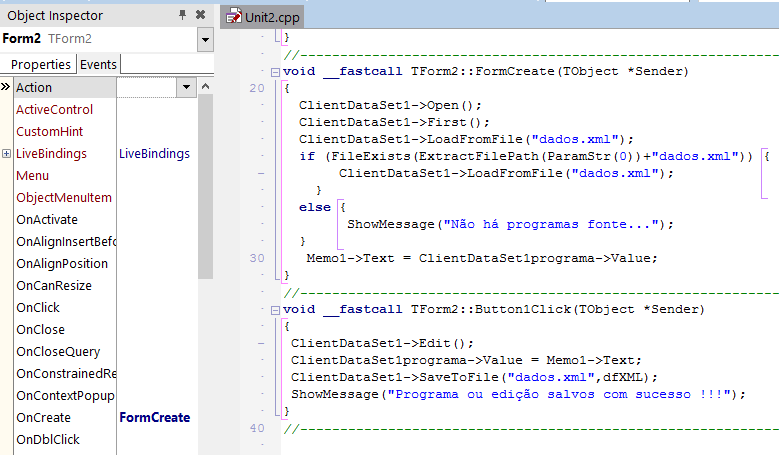 Object Inspector
Form2 TForm2
Properties Events
Action
ActiveControl
CustomHint
LiveBindings LiveBindings
Menu
ObjectMenuItem
OnActivate
OnAlignInsertBefo
OnAlignPosition
OnCanResize
OnClick
OnClose
OnCloseQuery
OnConstrainedRe
OnContextPopup
OnCreate FormCreate
OnDblClick
Unit2.cpp
}
//------------------------------------------------------------
void __fastcall TForm2::FormCreate(TObject *Sender)
20 {
ClientDataSet1->Open();
ClientDataSet1->First();
ClientDataSet1->LoadFromFile("dados.xml");
if (FileExists(ExtractFilePath(ParamStr(0))+"dados.xml")) {
ClientDataSet1->LoadFromFile("dados.xml");
}
else {
ShowMessage("Não há programas fonte...");
}
30 Memo1->Text = ClientDataSet1programa->Value;
}
//------------------------------------------------------------
void __fastcall TForm2::Button1Click(TObject *Sender)
{
ClientDataSet1->Edit();
ClientDataSet1programa->Value = Memo1->Text;
ClientDataSet1->SaveToFile("dados.xml",dfXML);
ShowMessage("Programa ou edição salvos com sucesso !!!");
}
40 //------------------------------------------------------------